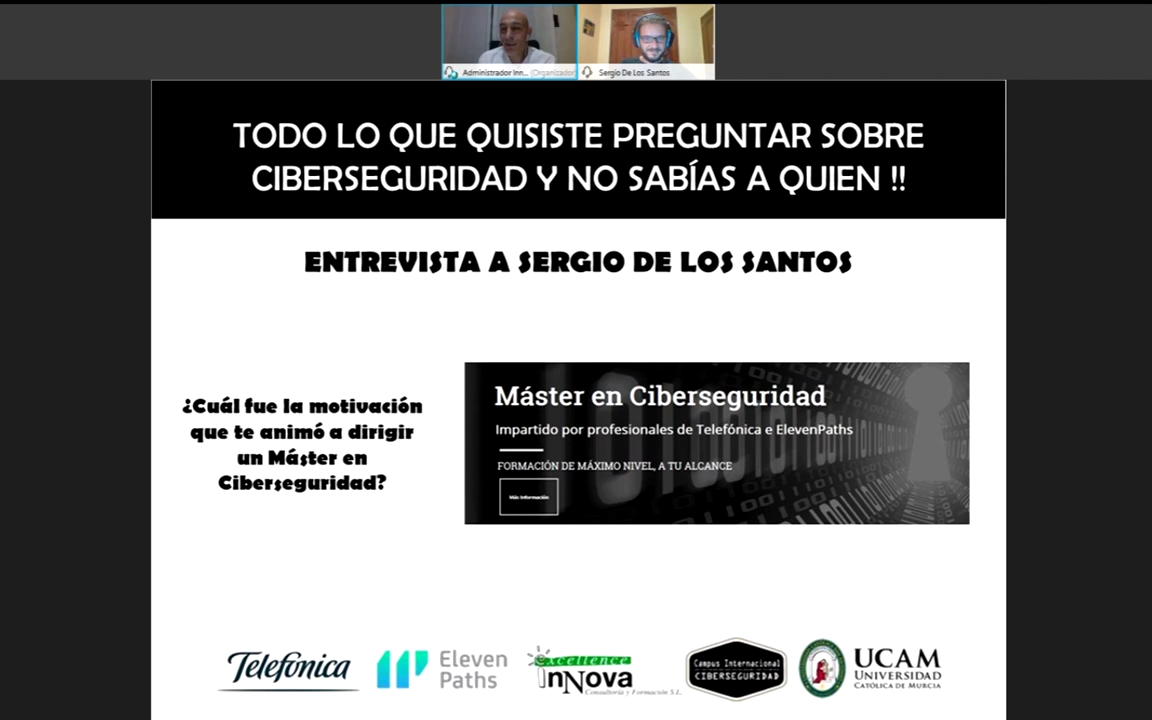 Administrador Inn... (Organizador
Sergio De Los Santos
TODO LO QUE QUISISTE PREGUNTAR SOBRE
CIBERSEGURIDAD Y NO SABÍAS A QUIEN !!
ENTREVISTA A SERGIO DE LOS SANTOS
¿Cuál fue la motivación
que te animó a dirigir
un Máster en
Ciberseguridad?
Máster en Ciberseguridad
Impartido por profesionales de Telefónica e ElevenPaths
FORMACIÓN DE MÁXIMO NIVEL, A TU ALCANCE
Más Información
Telefónica
Eleven
Paths
excellence
inNova
Consultoría y Formación S.L.
Campus Internacional
CIBERSEGURIDAD
UCAM
UNIVERSIDAD
CATÓLICA DE MURCIA